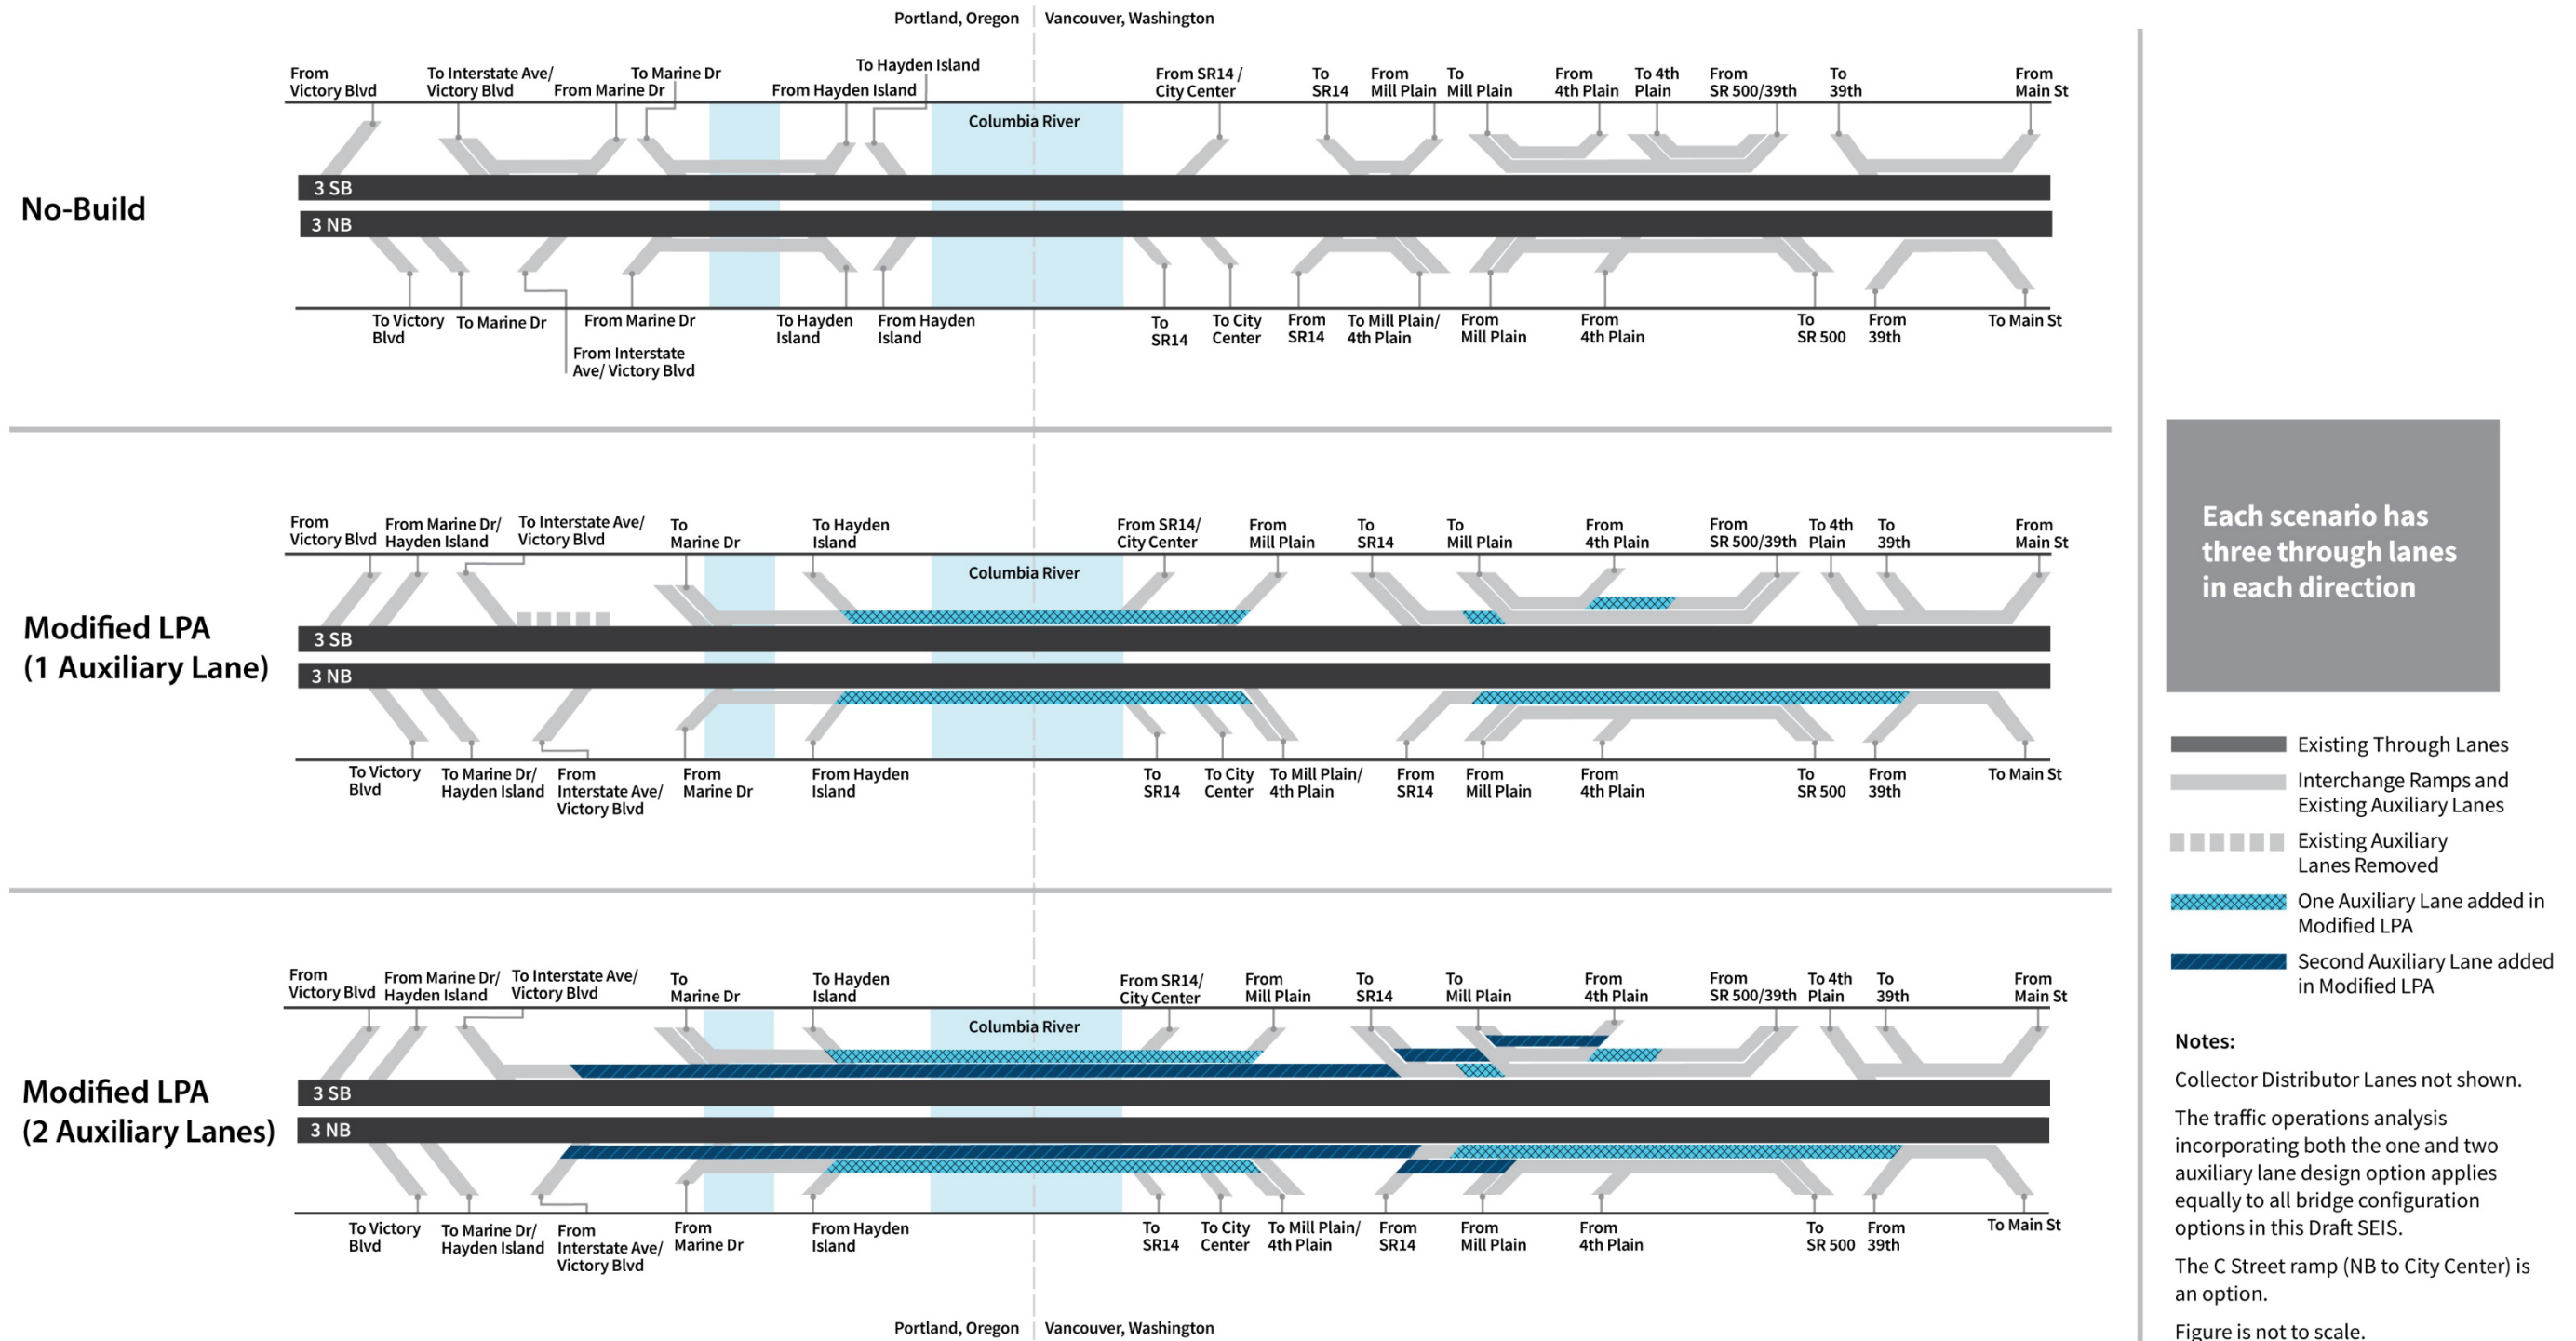 Portland, Oregon
Vancouver, Washington
No-Build
From
Victory Blvd
To Interstate Ave/
Victory Blvd
From Marine Dr
To Marine Dr
From Hayden Island
To Hayden Island
From SR14 /
City Center
To
SR14
From
Mill Plain
To
Mill Plain
From
4th Plain
To 4th
Plain
From
SR 500/39th
To
39th
From
Main St
Columbia River
3 SB
3 NB
To Victory
Blvd
To Marine Dr
From Interstate
Ave/ Victory Blvd
From Marine Dr
To Hayden
Island
From Hayden
Island
To
SR14
To City
Center
From
SR14
To Mill Plain/
4th Plain
From
Mill Plain
From
4th Plain
To
SR 500
From
39th
To Main St
Modified LPA
(1 Auxiliary Lane)
From
Victory Blvd
From Marine Dr/
Hayden Island
To Interstate Ave/
Victory Blvd
To
Marine Dr
To Hayden
Island
From SR14/
City Center
From
Mill Plain
To
SR14
To
Mill Plain
From
4th Plain
From
SR 500/39th
To 4th
Plain
To
39th
From
Main St
Columbia River
3 SB
3 NB
To Victory
Blvd
To Marine Dr/
Hayden Island
From
Interstate Ave/
Victory Blvd
From
Marine Dr
From Hayden
Island
To
SR14
To City
Center
To Mill Plain/
4th Plain
From
SR14
From
Mill Plain
From
4th Plain
To
SR 500
From
39th
To Main St
Modified LPA
(2 Auxiliary Lanes)
From
Victory Blvd
From Marine Dr/
Hayden Island
To Interstate Ave/
Victory Blvd
To
Marine Dr
To Hayden
Island
From SR14/
City Center
From
Mill Plain
To
SR14
To
Mill Plain
From
4th Plain
From
SR 500/39th
To 4th
Plain
To
39th
From
Main St
Columbia River
3 SB
3 NB
To Victory
Blvd
To Marine Dr/
Hayden Island
From
Interstate Ave/
Victory Blvd
From
Marine Dr
From Hayden
Island
To
SR14
To City
Center
To Mill Plain/
4th Plain
From
SR14
From
Mill Plain
From
4th Plain
To
SR 500
From
39th
To Main St
Portland, Oregon
Vancouver, Washington
Each scenario has
three through lanes
in each direction
Existing Through Lanes
Interchange Ramps and
Existing Auxiliary Lanes
Existing Auxiliary
Lanes Removed
One Auxiliary Lane added in
Modified LPA
Second Auxiliary Lane added
in Modified LPA
Notes:
Collector Distributor Lanes not shown.
The traffic operations analysis
incorporating both the one and two
auxiliary lane design option applies
equally to all bridge configuration
options in this Draft SEIS.
The C Street ramp (NB to City Center) is
an option.
Figure is not to scale.